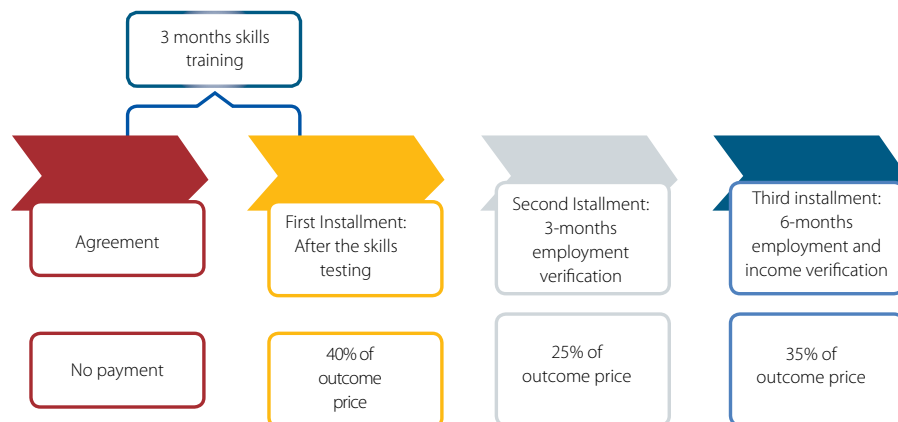 3 months skills
training
Agreement
First Installment:
After the skills
testing
Second Istallment:
3-months
employment
verification
Third installment:
6-months
employment and
income verification
No payment
40% of
outcome
price
25% of
outcome price
35% of
outcome price